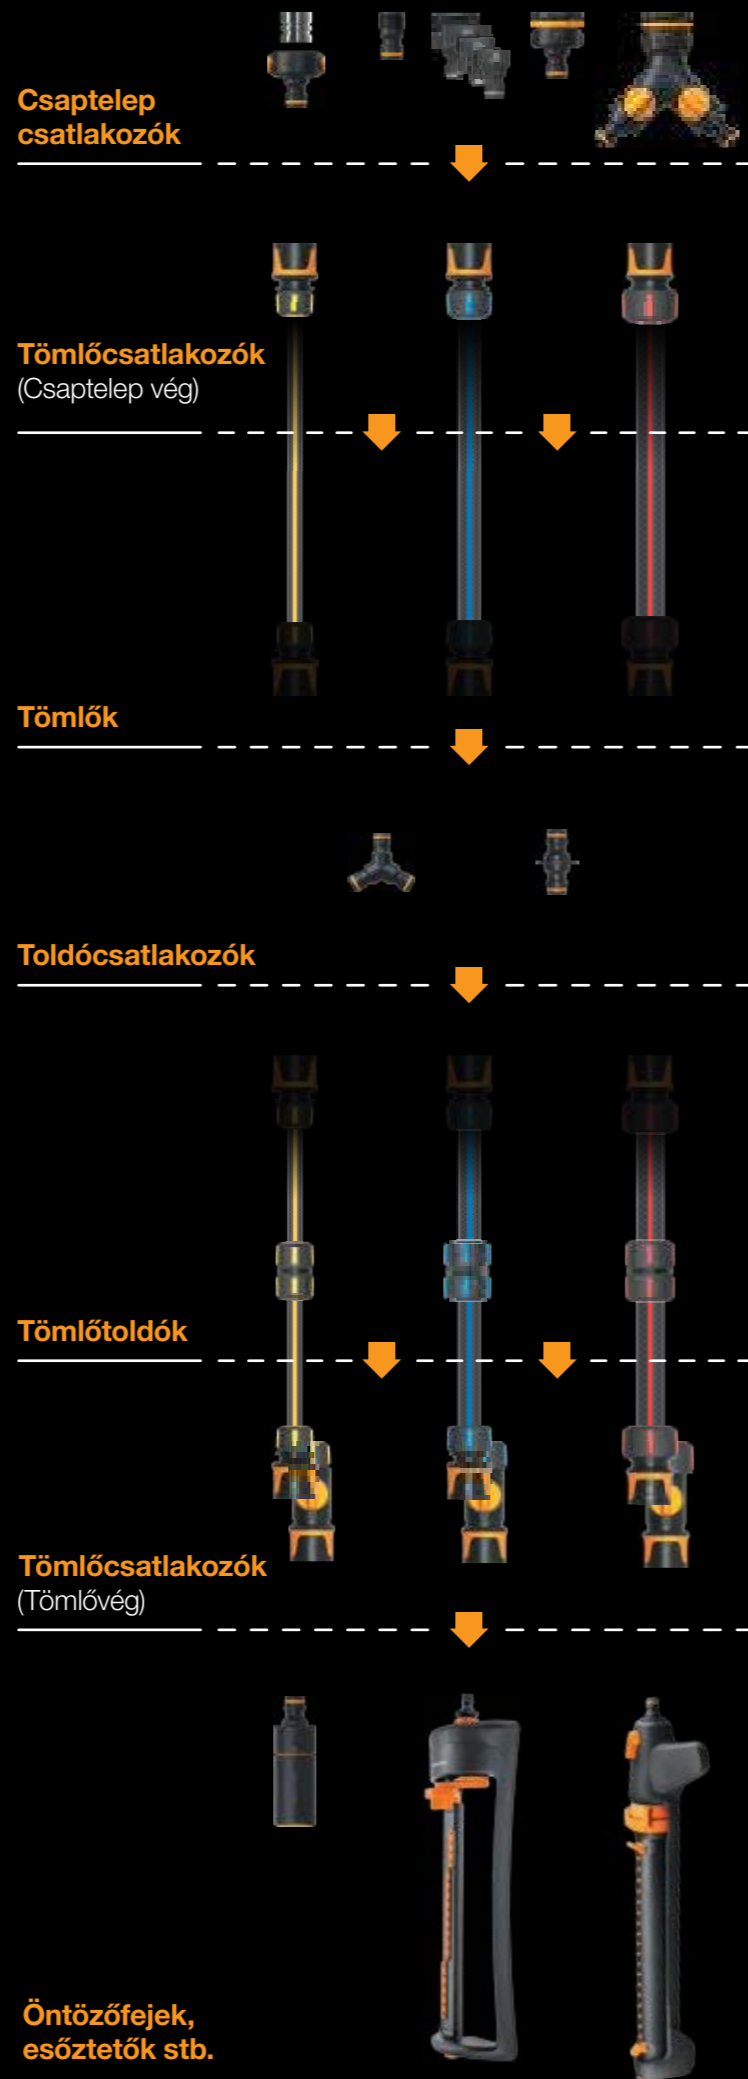 Csaptelep
csatlakozók
Tömlőcsatlakozók
(Csaptelep vég)
Tömlők
Toldócsatlakozók
Tömlőtoldók
Tömlőcsatlakozók
(Tömlővég)
Öntözőfejek,
esőztetők stb.